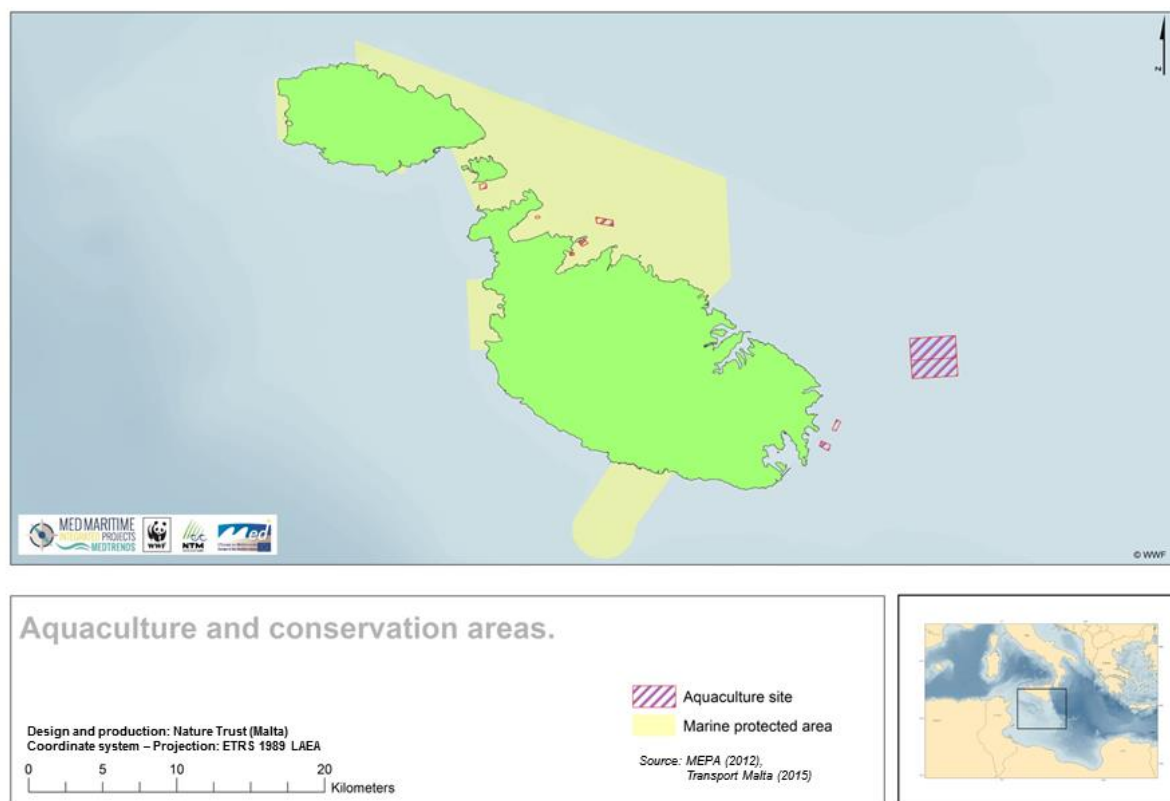 N
MED MARITIME
INTEGRATED PROJECTS
MEDTRENDS
WWF
NTM
Med
© WWF
Aquaculture and conservation areas.
Aquaculture site
Marine protected area
Design and production: Nature Trust (Malta)
Coordinate system – Projection: ETRS 1989 LAEA
Source: MEPA (2012),
Transport Malta (2015)
0 5 10 20
Kilometers